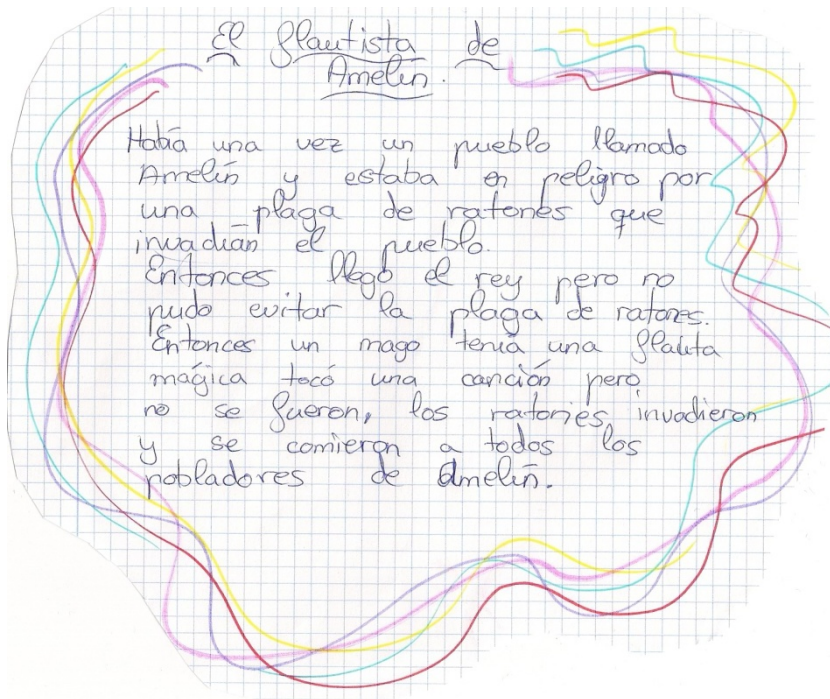 El flautista de
Amelín.
Había una vez un pueblo llamado
Amelín y estaba en peligro por
una plaga de ratones que
invadían el pueblo.
Entonces llegó el rey pero no
pudo evitar la plaga de ratones.
Entonces un mago tenía una flauta
mágica tocó una canción pero
no se fueron, los ratones invadieron
y se comieron a todos los
pobladores de Amelín.